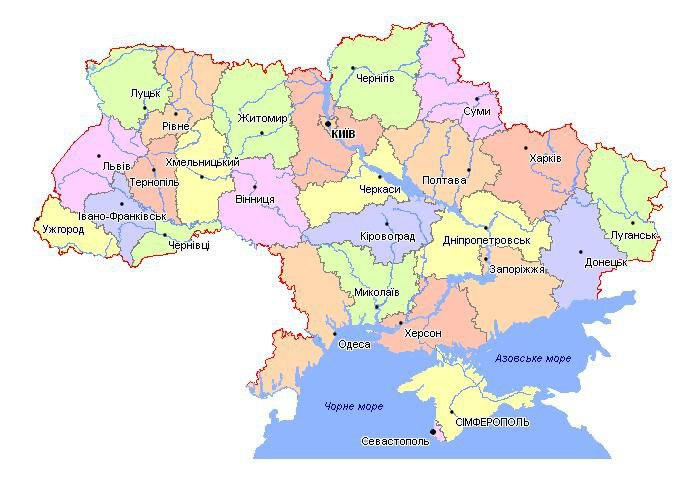 Чернігів
Луцьк
Суми
Рівне
Житомир
КИЇВ
Львів
Хмельницький
Харків
Тернопіль
Полтава
Черкаси
Вінниця
Івано-Франківськ
Ужгород
Чернівці
Кіровоград
Дніпропетровськ
Луганськ
Донецьк
Запоріжжя
Миколаїв
Херсон
Одеса
Азовське море
Чорне море
СІМФЕРОПОЛЬ
Севастополь